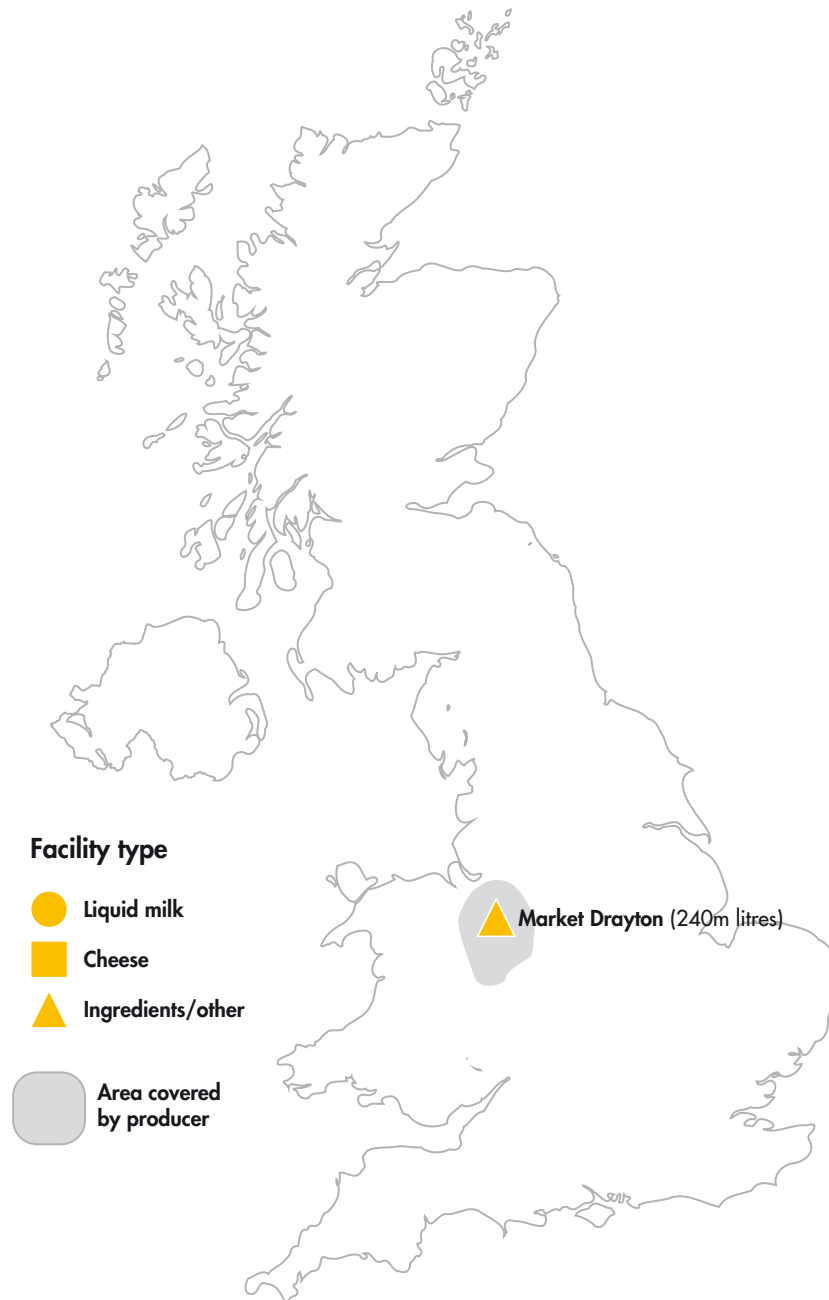 Facility type
Liquid milk
Cheese
Ingredients/other
Area covered
by producer
Market Drayton (240m litres)